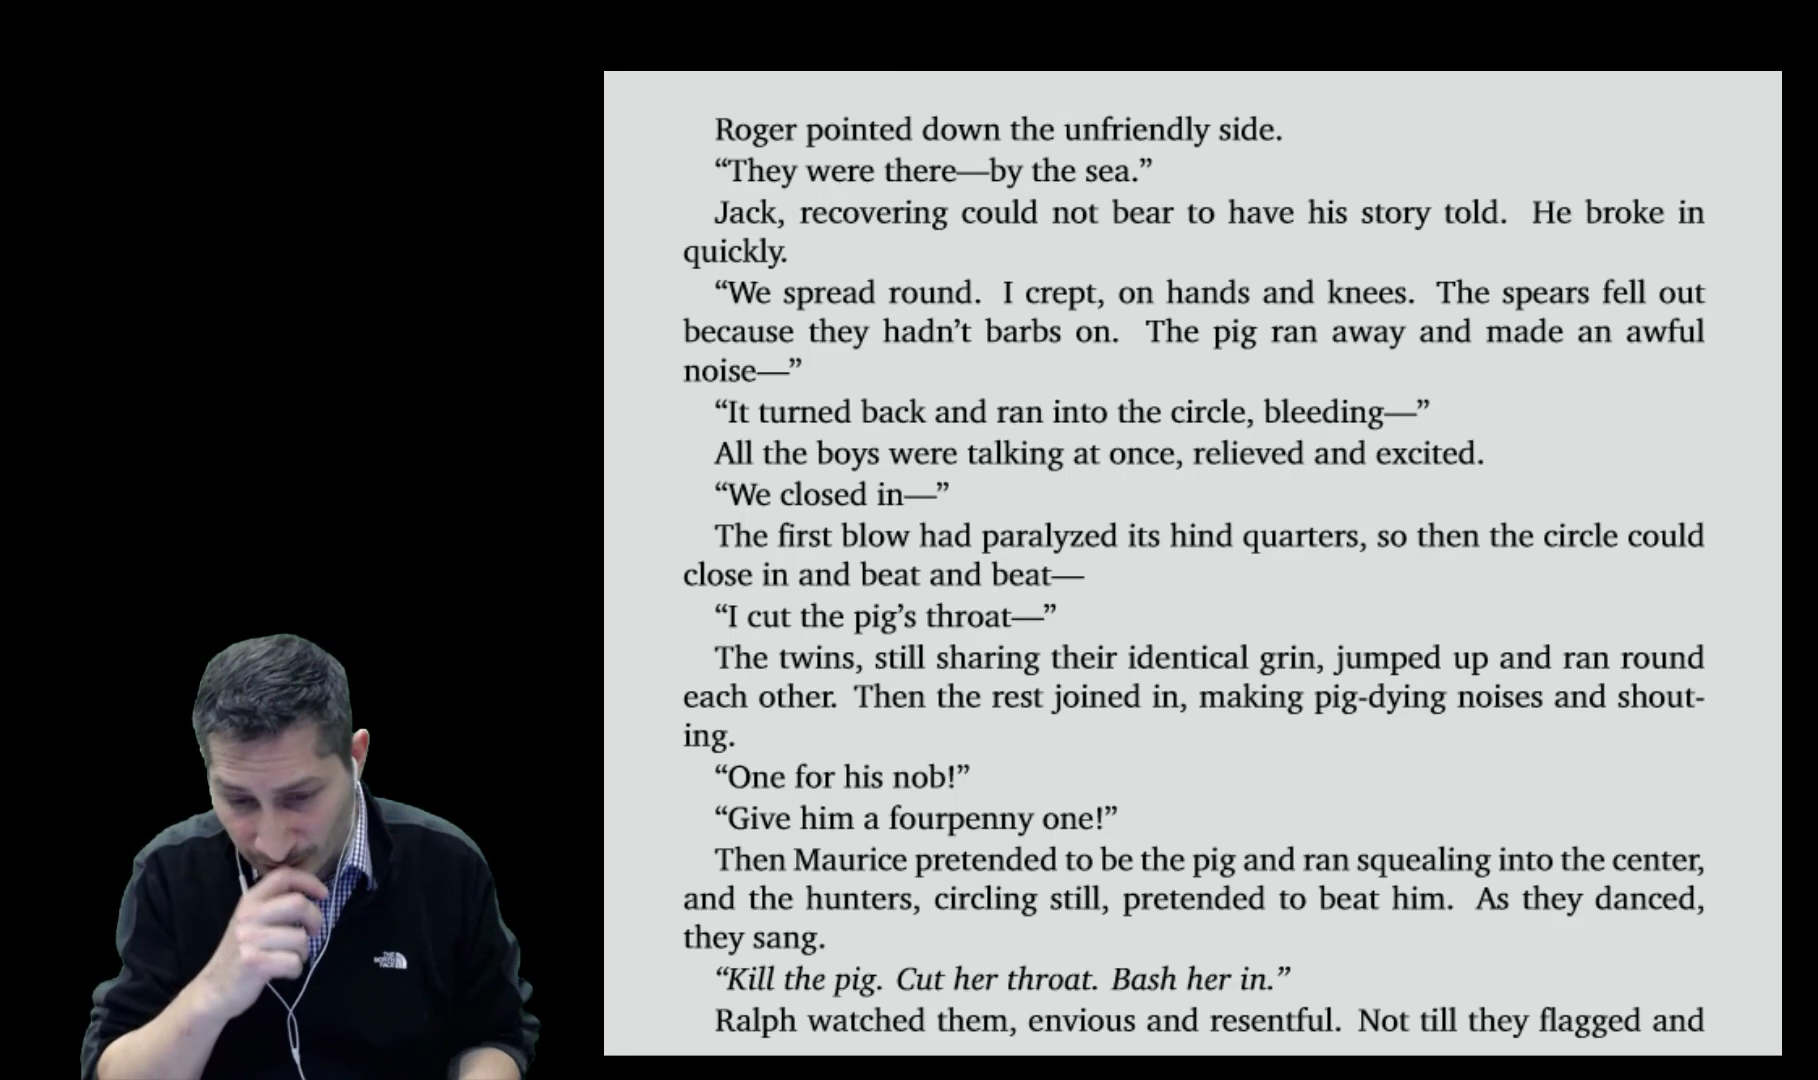 Roger pointed down the unfriendly side.
“They were there—by the sea.”
Jack, recovering could not bear to have his story told. He broke in
quickly.
“We spread round. I crept, on hands and knees. The spears fell out
because they hadn’t barbs on. The pig ran away and made an awful
noise—”
“It turned back and ran into the circle, bleeding—”
All the boys were talking at once, relieved and excited.
“We closed in—”
The first blow had paralyzed its hind quarters, so then the circle could
close in and beat and beat—
“I cut the pig’s throat—”
The twins, still sharing their identical grin, jumped up and ran round
each other. Then the rest joined in, making pig-dying noises and shout-
ing.
“One for his nob!”
“Give him a fourpenny one!”
Then Maurice pretended to be the pig and ran squealing into the center,
and the hunters, circling still, pretended to beat him. As they danced,
they sang.
“Kill the pig. Cut her throat. Bash her in.”
Ralph watched them, envious and resentful. Not till they flagged and
THE
NORTH
FACE